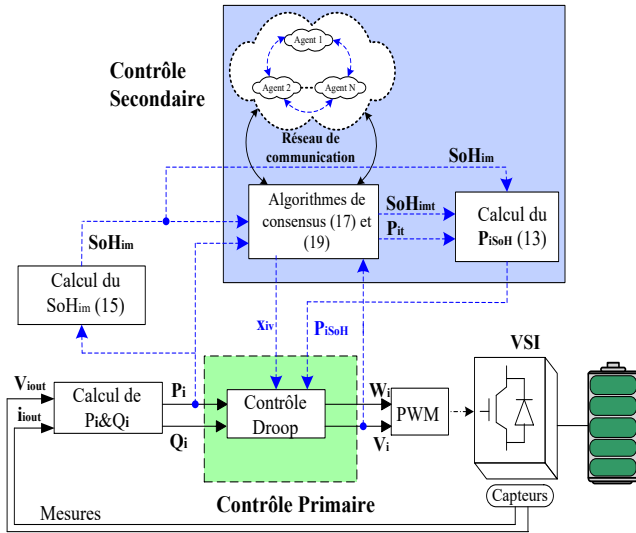 Agent 1
Agent 2
Agent N
Contrôle
Secondaire
Réseau de
communication
SoHim
Algorithmes de
consensus (17) et
(19)
SoHimt
Pit
Calcul du
PiSoH (13)
SoHim
Calcul du
SoHim (15)
xiv
PiSoH
VSI
Viout
iiout
Calcul de
Pi&Qi
Pi
Qi
Contrôle
Droop
Wi
Vi
PWM
Contrôle Primaire
Capteurs
Mesures